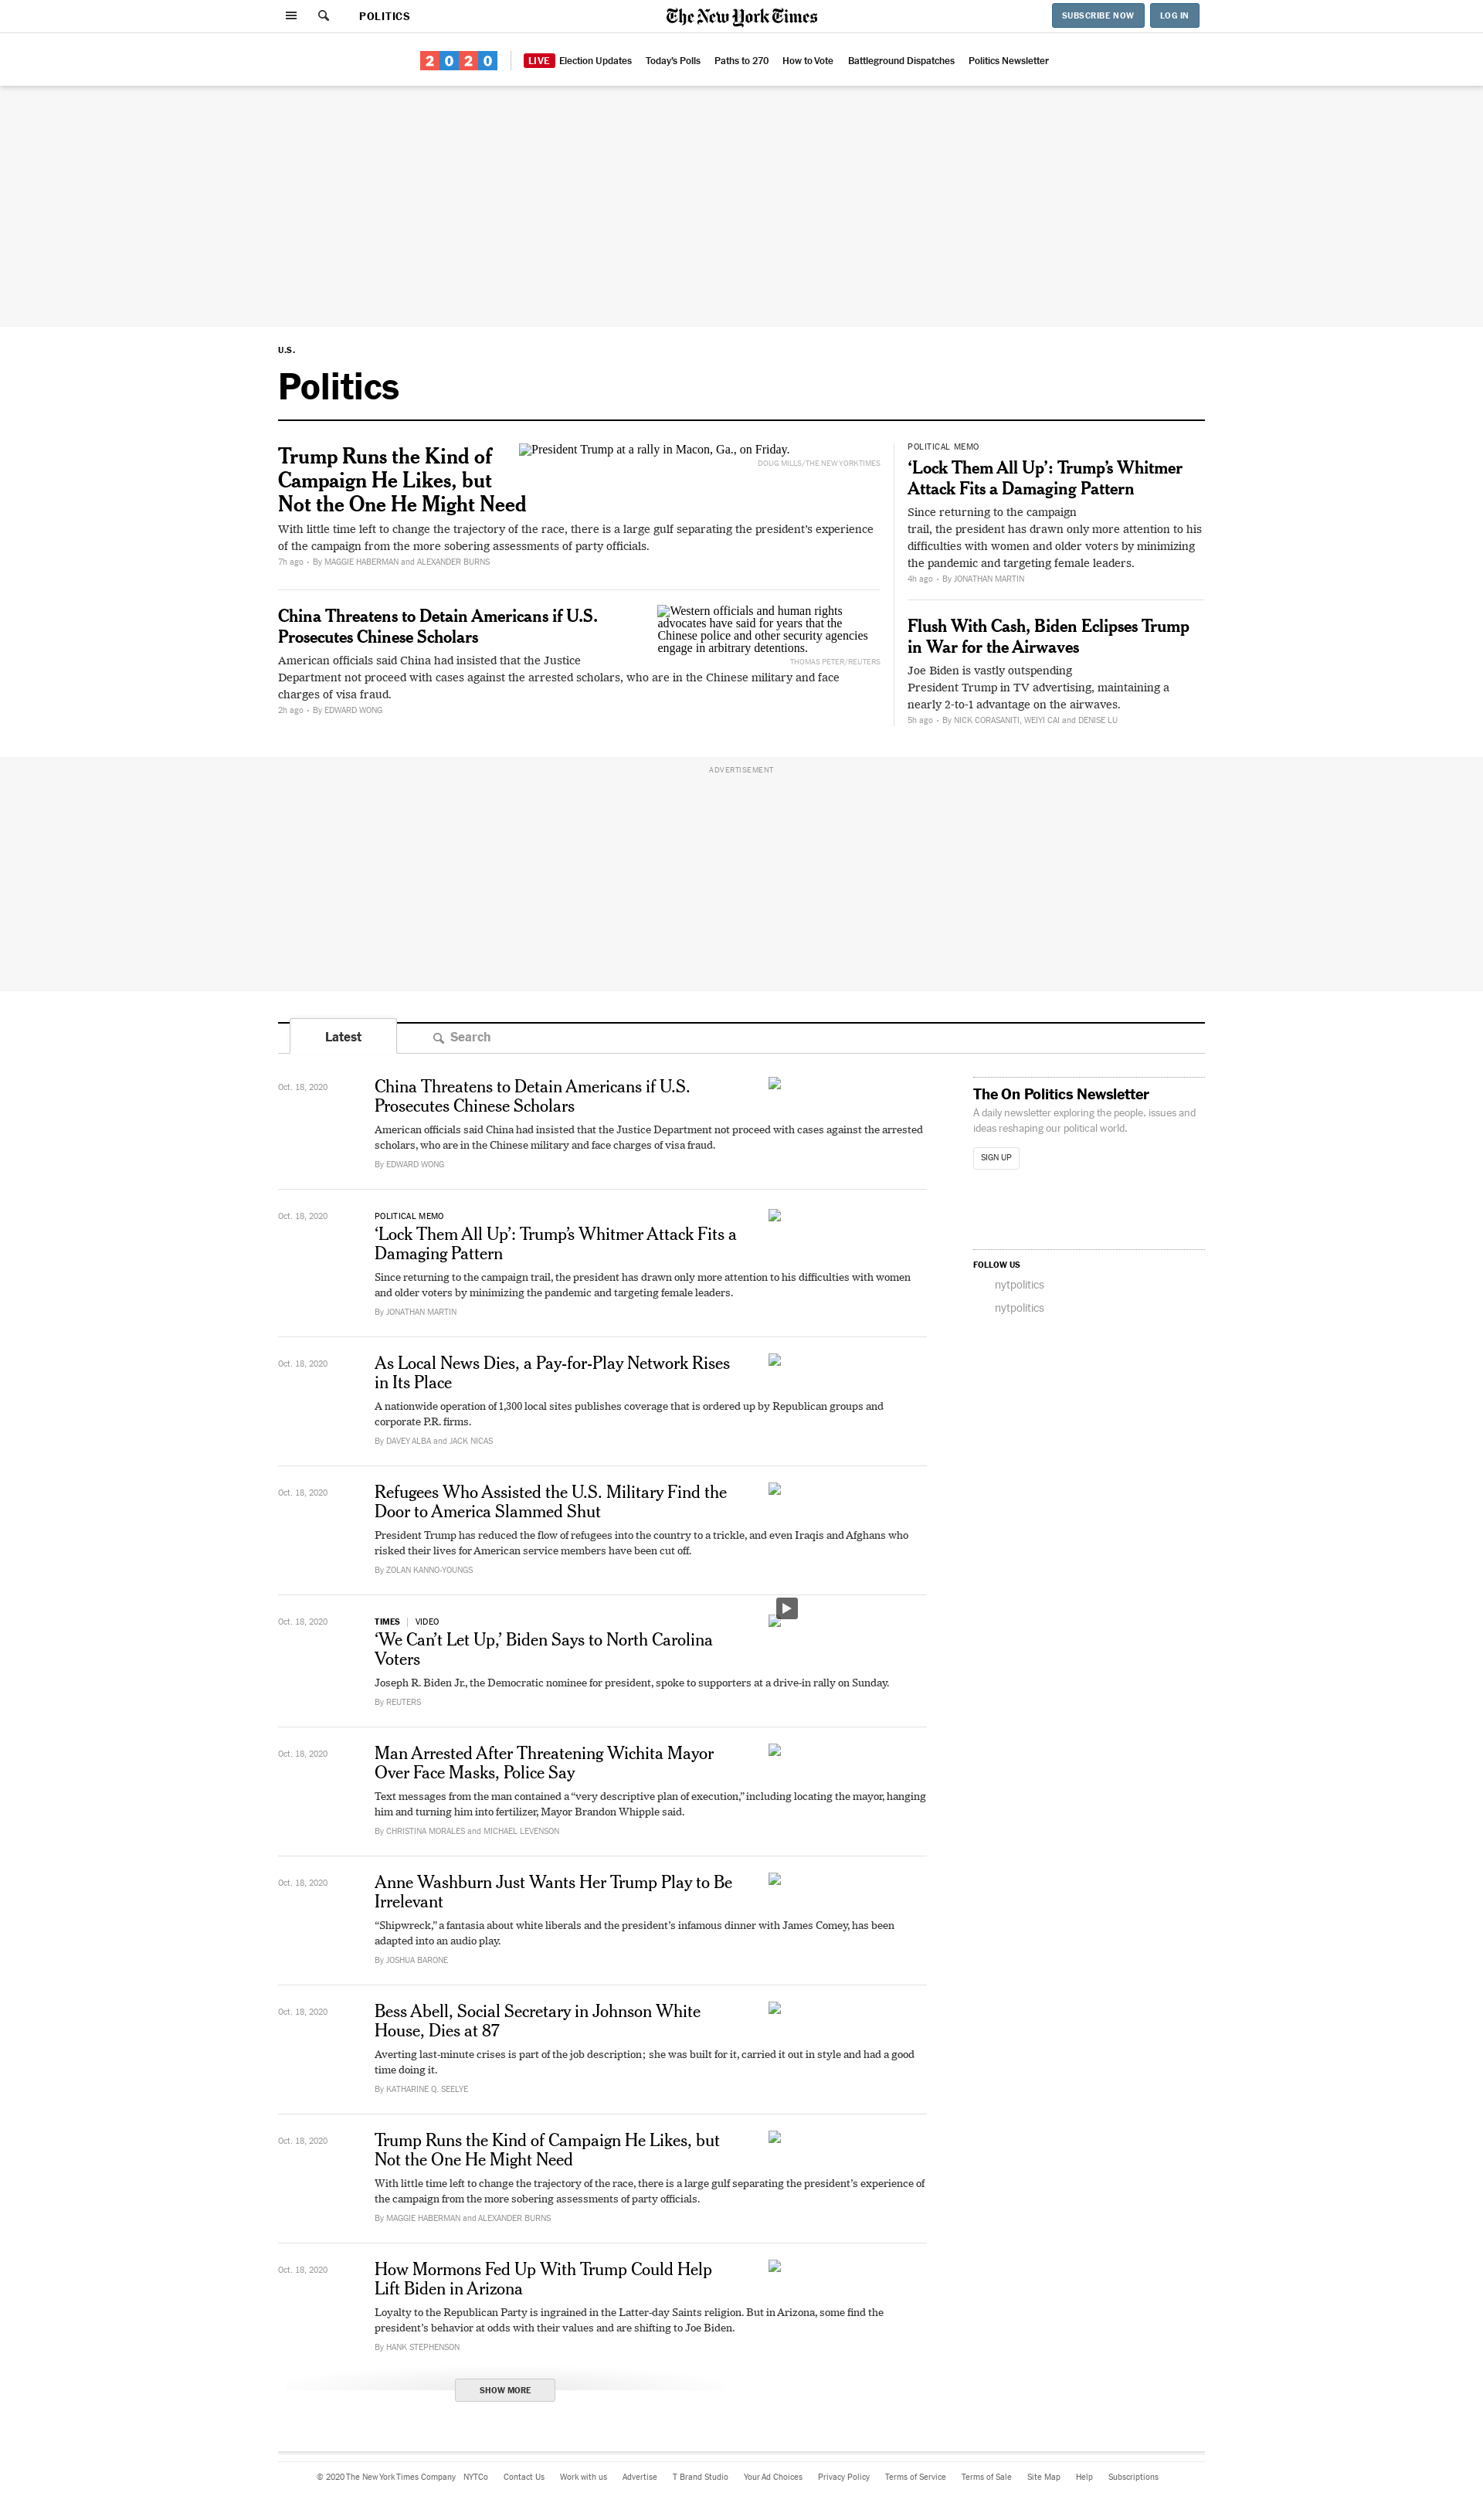 POLITICS
The New York Times
SUBSCRIBE NOW
LOG IN
2020
LIVE Election Updates
Today's Polls
Paths to 270
How to Vote
Battleground Dispatches
Politics Newsletter
U.S.
Politics
Trump Runs the Kind of
Campaign He Likes, but
Not the One He Might Need
President Trump at a rally in Macon, Ga., on Friday.
DOUG MILLS/THE NEW YORK TIMES
With little time left to change the trajectory of the race, there is a large gulf separating the president's experience
of the campaign from the more sobering assessments of party officials.
7h ago • By MAGGIE HABERMAN and ALEXANDER BURNS
China Threatens to Detain Americans if U.S.
Prosecutes Chinese Scholars
Western officials and human rights
advocates have said for years that the
Chinese police and other security agencies
engage in arbitrary detentions.
THOMAS PETER/REUTERS
American officials said China had insisted that the Justice
Department not proceed with cases against the arrested scholars, who are in the Chinese military and face
charges of visa fraud.
2h ago • By EDWARD WONG
POLITICAL MEMO
‘Lock Them All Up’: Trump’s Whitmer
Attack Fits a Damaging Pattern
Since returning to the campaign
trail, the president has drawn only more attention to his
difficulties with women and older voters by minimizing
the pandemic and targeting female leaders.
4h ago • By JONATHAN MARTIN
Flush With Cash, Biden Eclipses Trump
in War for the Airwaves
Joe Biden is vastly outspending
President Trump in TV advertising, maintaining a
nearly 2-to-1 advantage on the airwaves.
5h ago • By NICK CORASANITI, WEIYI CAI and DENISE LU
ADVERTISEMENT
Latest
Search
Oct. 18, 2020
China Threatens to Detain Americans if U.S.
Prosecutes Chinese Scholars
American officials said China had insisted that the Justice Department not proceed with cases against the arrested
scholars, who are in the Chinese military and face charges of visa fraud.
By EDWARD WONG
Oct. 18, 2020
POLITICAL MEMO
‘Lock Them All Up’: Trump’s Whitmer Attack Fits a
Damaging Pattern
Since returning to the campaign trail, the president has drawn only more attention to his difficulties with women
and older voters by minimizing the pandemic and targeting female leaders.
By JONATHAN MARTIN
Oct. 18, 2020
As Local News Dies, a Pay-for-Play Network Rises
in Its Place
A nationwide operation of 1,300 local sites publishes coverage that is ordered up by Republican groups and
corporate P.R. firms.
By DAVEY ALBA and JACK NICAS
Oct. 18, 2020
Refugees Who Assisted the U.S. Military Find the
Door to America Slammed Shut
President Trump has reduced the flow of refugees into the country to a trickle, and even Iraqis and Afghans who
risked their lives for American service members have been cut off.
By ZOLAN KANNO-YOUNGS
Oct. 18, 2020
TIMES | VIDEO
‘We Can’t Let Up,’ Biden Says to North Carolina
Voters
Joseph R. Biden Jr., the Democratic nominee for president, spoke to supporters at a drive-in rally on Sunday.
By REUTERS
Oct. 18, 2020
Man Arrested After Threatening Wichita Mayor
Over Face Masks, Police Say
Text messages from the man contained a “very descriptive plan of execution,” including locating the mayor, hanging
him and turning him into fertilizer, Mayor Brandon Whipple said.
By CHRISTINA MORALES and MICHAEL LEVENSON
Oct. 18, 2020
Anne Washburn Just Wants Her Trump Play to Be
Irrelevant
“Shipwreck,” a fantasia about white liberals and the president’s infamous dinner with James Comey, has been
adapted into an audio play.
By JOSHUA BARONE
Oct. 18, 2020
Bess Abell, Social Secretary in Johnson White
House, Dies at 87
Averting last-minute crises is part of the job description; she was built for it, carried it out in style and had a good
time doing it.
By KATHARINE Q. SEELYE
Oct. 18, 2020
Trump Runs the Kind of Campaign He Likes, but
Not the One He Might Need
With little time left to change the trajectory of the race, there is a large gulf separating the president’s experience of
the campaign from the more sobering assessments of party officials.
By MAGGIE HABERMAN and ALEXANDER BURNS
Oct. 18, 2020
How Mormons Fed Up With Trump Could Help
Lift Biden in Arizona
Loyalty to the Republican Party is ingrained in the Latter-day Saints religion. But in Arizona, some find the
president’s behavior at odds with their values and are shifting to Joe Biden.
By HANK STEPHENSON
SHOW MORE
The On Politics Newsletter
A daily newsletter exploring the people, issues and
ideas reshaping our political world.
SIGN UP
FOLLOW US
nytpolitics
nytpolitics
© 2020 The New York Times Company
NYTCo
Contact Us
Work with us
Advertise
T Brand Studio
Your Ad Choices
Privacy Policy
Terms of Service
Terms of Sale
Site Map
Help
Subscriptions